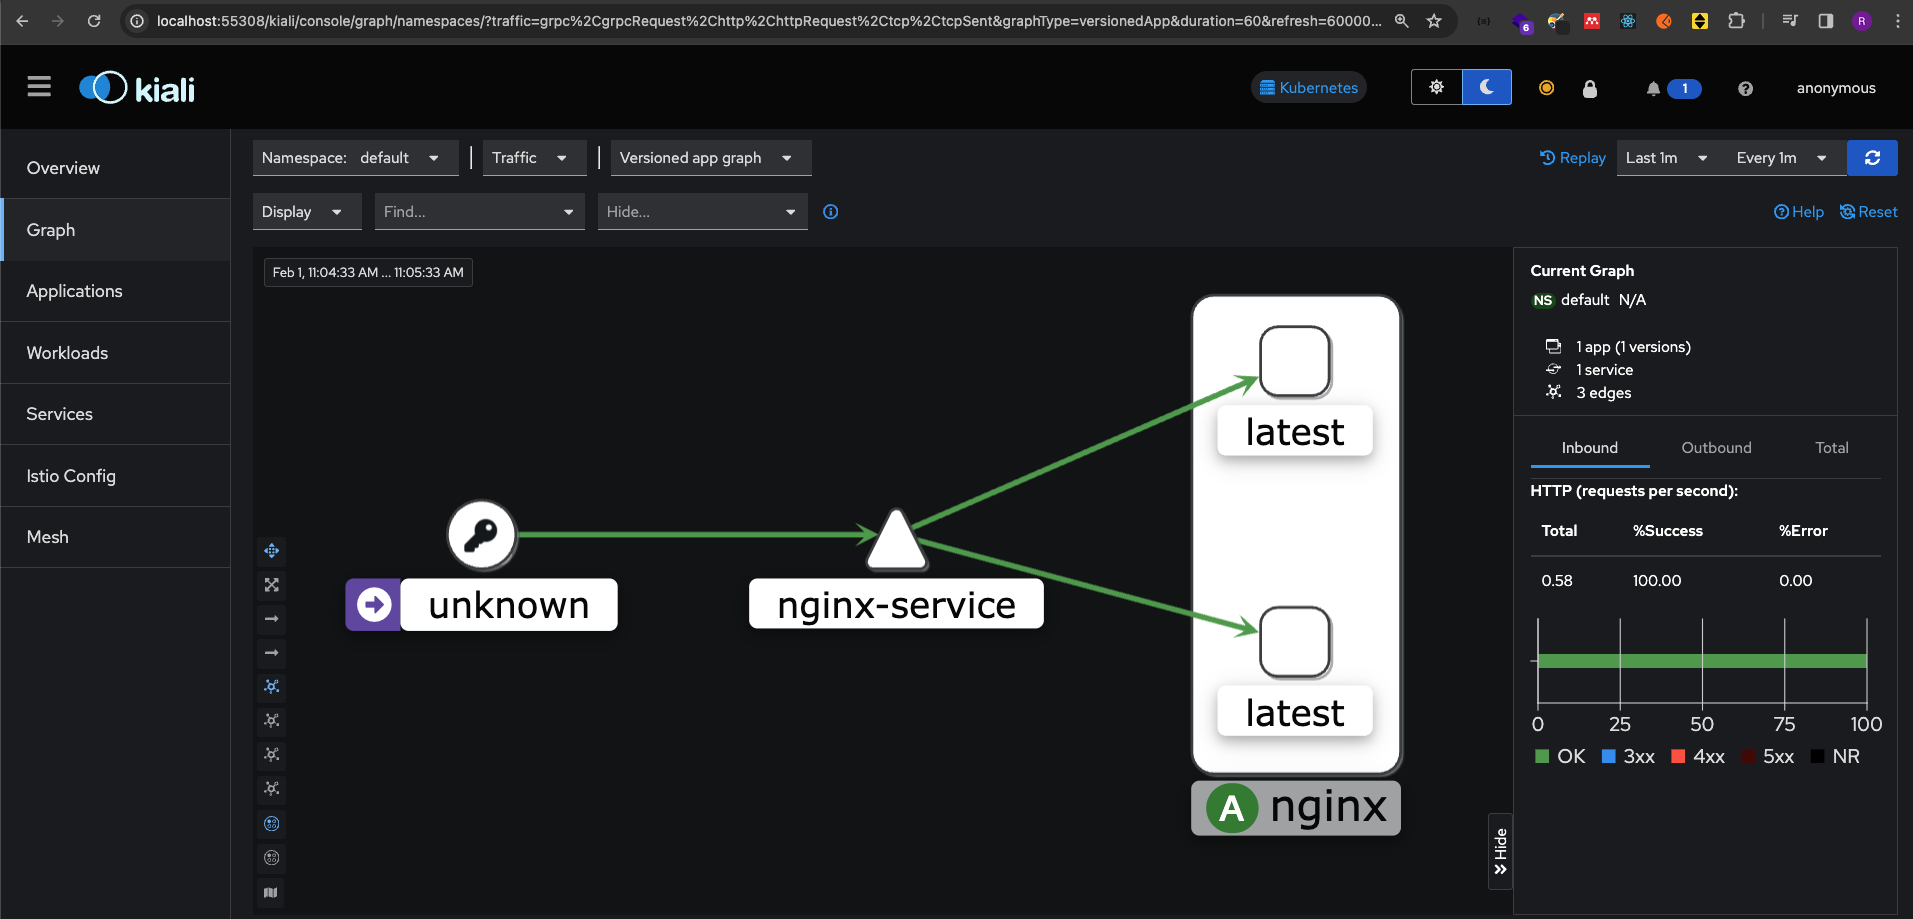 localhost:55308/kiali/console/graph/namespaces/?traffic=grpc%2CgrpcRequest%2Chttp%2ChttpRequest%2Ctcp%2CtcpSent&graphType=versionedApp&duration=60&refresh=60000...
6
R
kiali
Kubernetes
1
anonymous
Overview
Graph
Applications
Workloads
Services
Istio Config
Mesh
Namespace: default
Traffic
Versioned app graph
Replay
Last 1m
Every 1m
Display
Find...
Hide...
Help
Reset
Feb 1, 11:04:33 AM ... 11:05:33 AM
latest
unknown
nginx-service
latest
A nginx
Hide
Current Graph
NS default N/A
1 app (1 versions)
1 service
3 edges
Inbound Outbound Total
HTTP (requests per second):
Total %Success %Error
0.58 100.00 0.00
0 25 50 75 100
OK 3xx 4xx 5xx NR